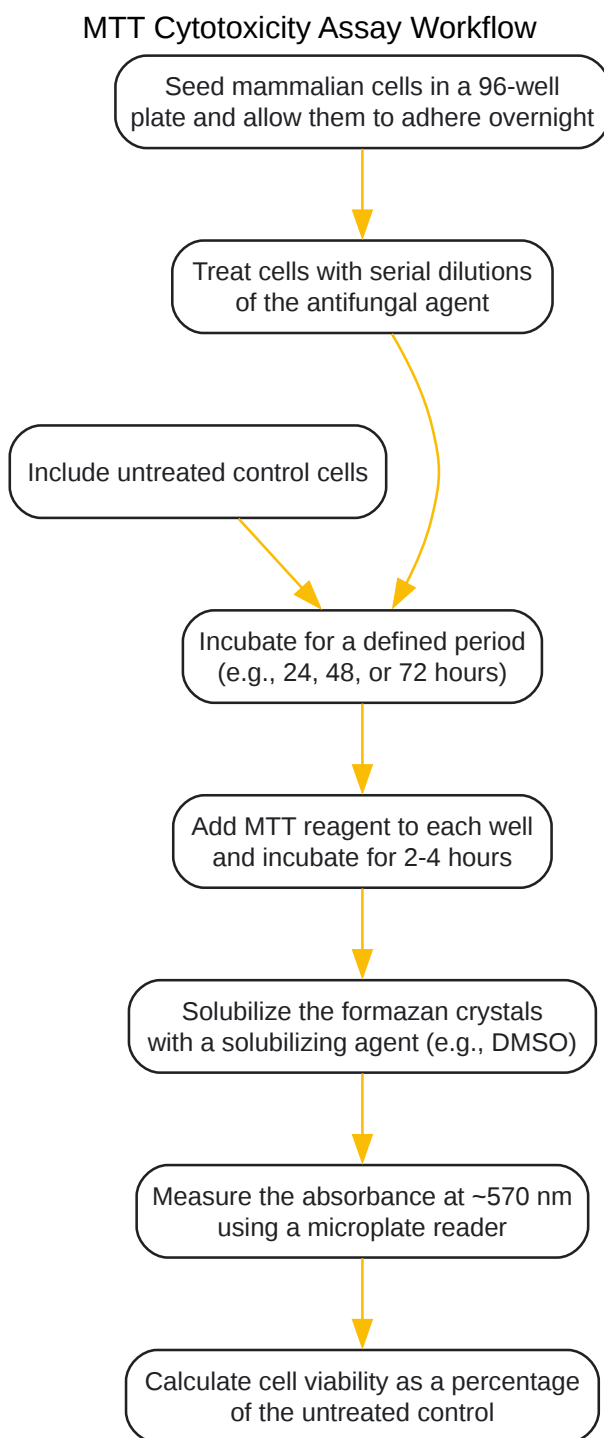 MTT Cytotoxicity Assay Workflow
Seed mammalian cells in a 96-well
plate and allow them to adhere overnight
Treat cells with serial dilutions
of the antifungal agent
Include untreated control cells
Incubate for a defined period
(e.g., 24, 48, or 72 hours)
Add MTT reagent to each well
and incubate for 2-4 hours
Solubilize the formazan crystals
with a solubilizing agent (e.g., DMSO)
Measure the absorbance at ~570 nm
using a microplate reader
Calculate cell viability as a percentage
of the untreated control